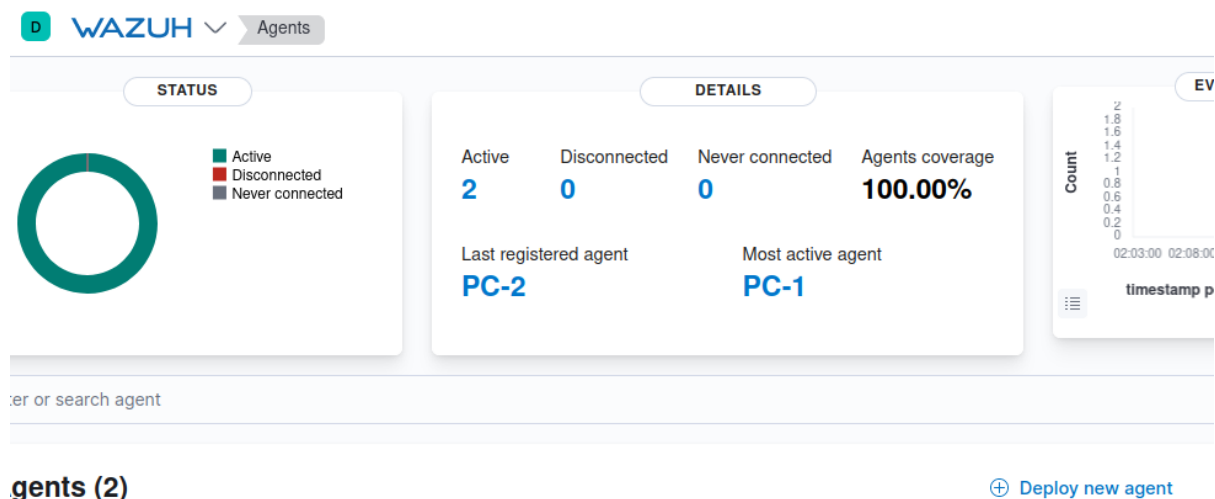 D WAZUH Agents
STATUS
Active
Disconnected
Never connected
DETAILS
Active Disconnected Never connected Agents coverage
2 0 0 100.00%
Last registered agent Most active agent
PC-2 PC-1
EV
2
1.8
1.6
1.4
1.2
1
0.8
0.6
0.4
0.2
0
Count
02:03:00 02:08:00
timestamp p
ter or search agent
gents (2)
Deploy new agent